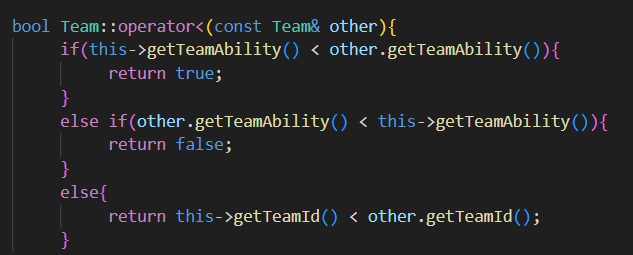 bool Team::operator<(const Team& other){
    if(this->getTeamAbility() < other.getTeamAbility()){
        return true;
    }
    else if(other.getTeamAbility() < this->getTeamAbility()){
        return false;
    }
    else{
        return this->getTeamId() < other.getTeamId();
    }